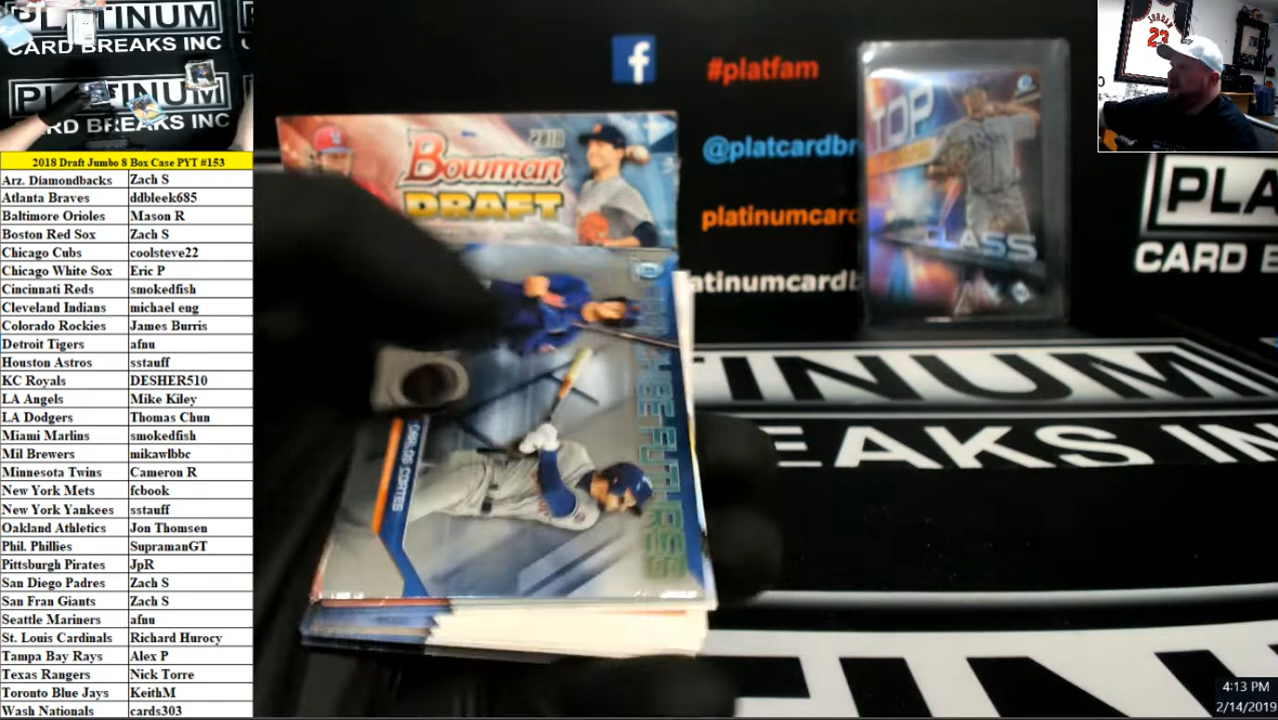 PLATINUM
CARD BREAKS INC
PLATINUM
CARD BREAKS INC
2018 Draft Jumbo 8 Box Case PYT #153
Arz. Diamondbacks Zach S
Atlanta Braves ddbleek685
Baltimore Orioles Mason R
Boston Red Sox Zach S
Chicago Cubs coolsteve22
Chicago White Sox Eric P
Cincinnati Reds smokedfish
Cleveland Indians michael eng
Colorado Rockies James Burris
Detroit Tigers afnu
Houston Astros sstauff
KC Royals DESHER510
LA Angels Mike Kiley
LA Dodgers Thomas Chun
Miami Marlins smokedfish
Mil Brewers mikawlbbc
Minnesota Twins Cameron R
New York Mets fcbook
New York Yankees sstauff
Oakland Athletics Jon Thomsen
Phil. Phillies SupramanGT
Pittsburgh Pirates JpR
San Diego Padres Zach S
San Fran Giants Zach S
Seattle Mariners afnu
St. Louis Cardinals Richard Hurocy
Tampa Bay Rays Alex P
Texas Rangers Nick Torre
Toronto Blue Jays KeithM
Wash Nationals cards303
f
#platfam
@platcardbr
platinumcard
atinumcardb
2018
Bowman
DRAFT
FUTURES
CARLOS CORTES
TOP
CLASS
JORDAN
23
PLA
CARD B
TINUM
EAKS IN
4:13 PM
2/14/2019